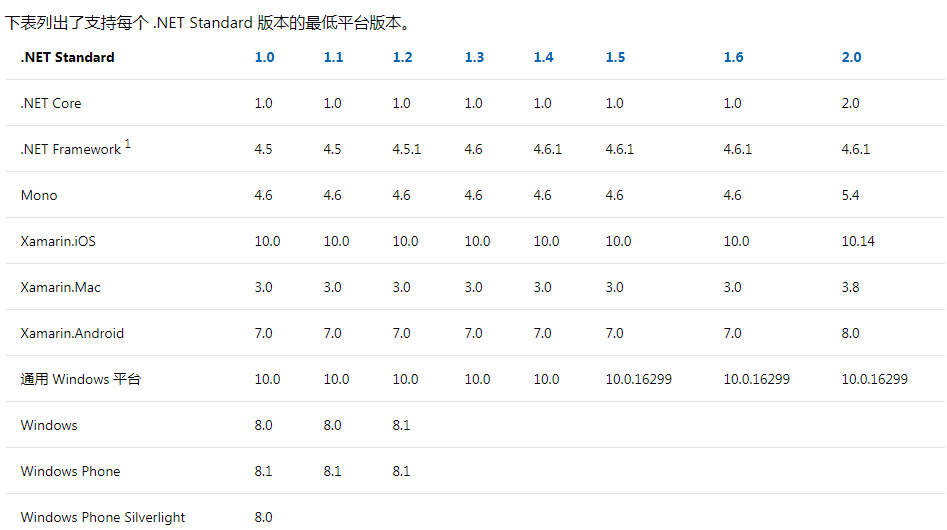 下表列出了支持每个 .NET Standard 版本的最低平台版本。
.NET Standard 1.0 1.1 1.2 1.3 1.4 1.5 1.6 2.0
.NET Core 1.0 1.0 1.0 1.0 1.0 1.0 1.0 2.0
.NET Framework 1 4.5 4.5 4.5.1 4.6 4.6.1 4.6.1 4.6.1 4.6.1
Mono 4.6 4.6 4.6 4.6 4.6 4.6 4.6 5.4
Xamarin.iOS 10.0 10.0 10.0 10.0 10.0 10.0 10.0 10.14
Xamarin.Mac 3.0 3.0 3.0 3.0 3.0 3.0 3.0 3.8
Xamarin.Android 7.0 7.0 7.0 7.0 7.0 7.0 7.0 8.0
通用 Windows 平台 10.0 10.0 10.0 10.0 10.0 10.0.16299 10.0.16299 10.0.16299
Windows 8.0 8.0 8.1
Windows Phone 8.1 8.1 8.1
Windows Phone Silverlight 8.0